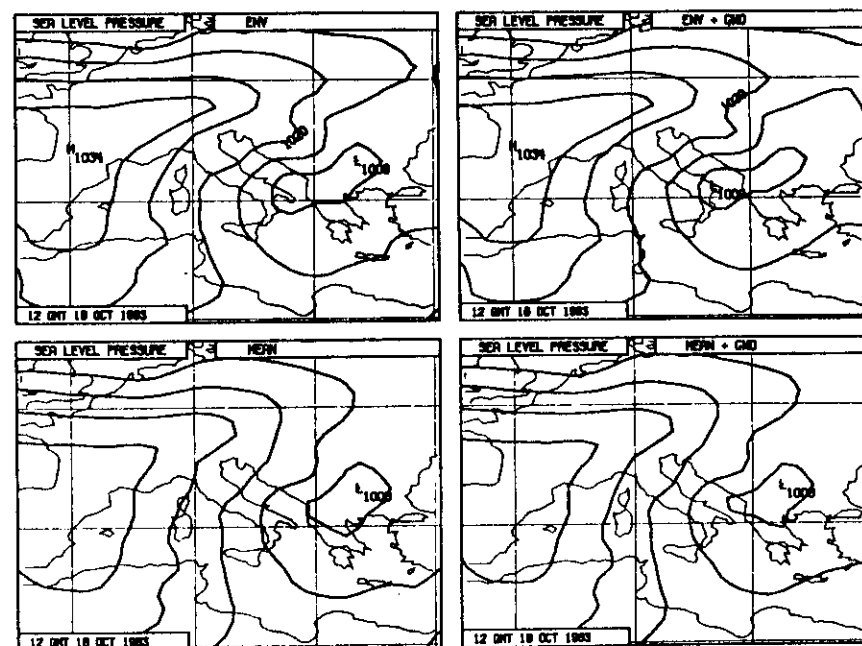 SEA LEVEL PRESSURE ENV
1020
L 1008
H 1034
12 GMT 18 OCT 1983
SEA LEVEL PRESSURE ENV + GWD
1020
H 1034
L 1008
12 GMT 18 OCT 1983
SEA LEVEL PRESSURE MEAN
L 1008
12 GMT 18 OCT 1983
SEA LEVEL PRESSURE MEAN + GWD
L 1008
12 GMT 18 OCT 1983